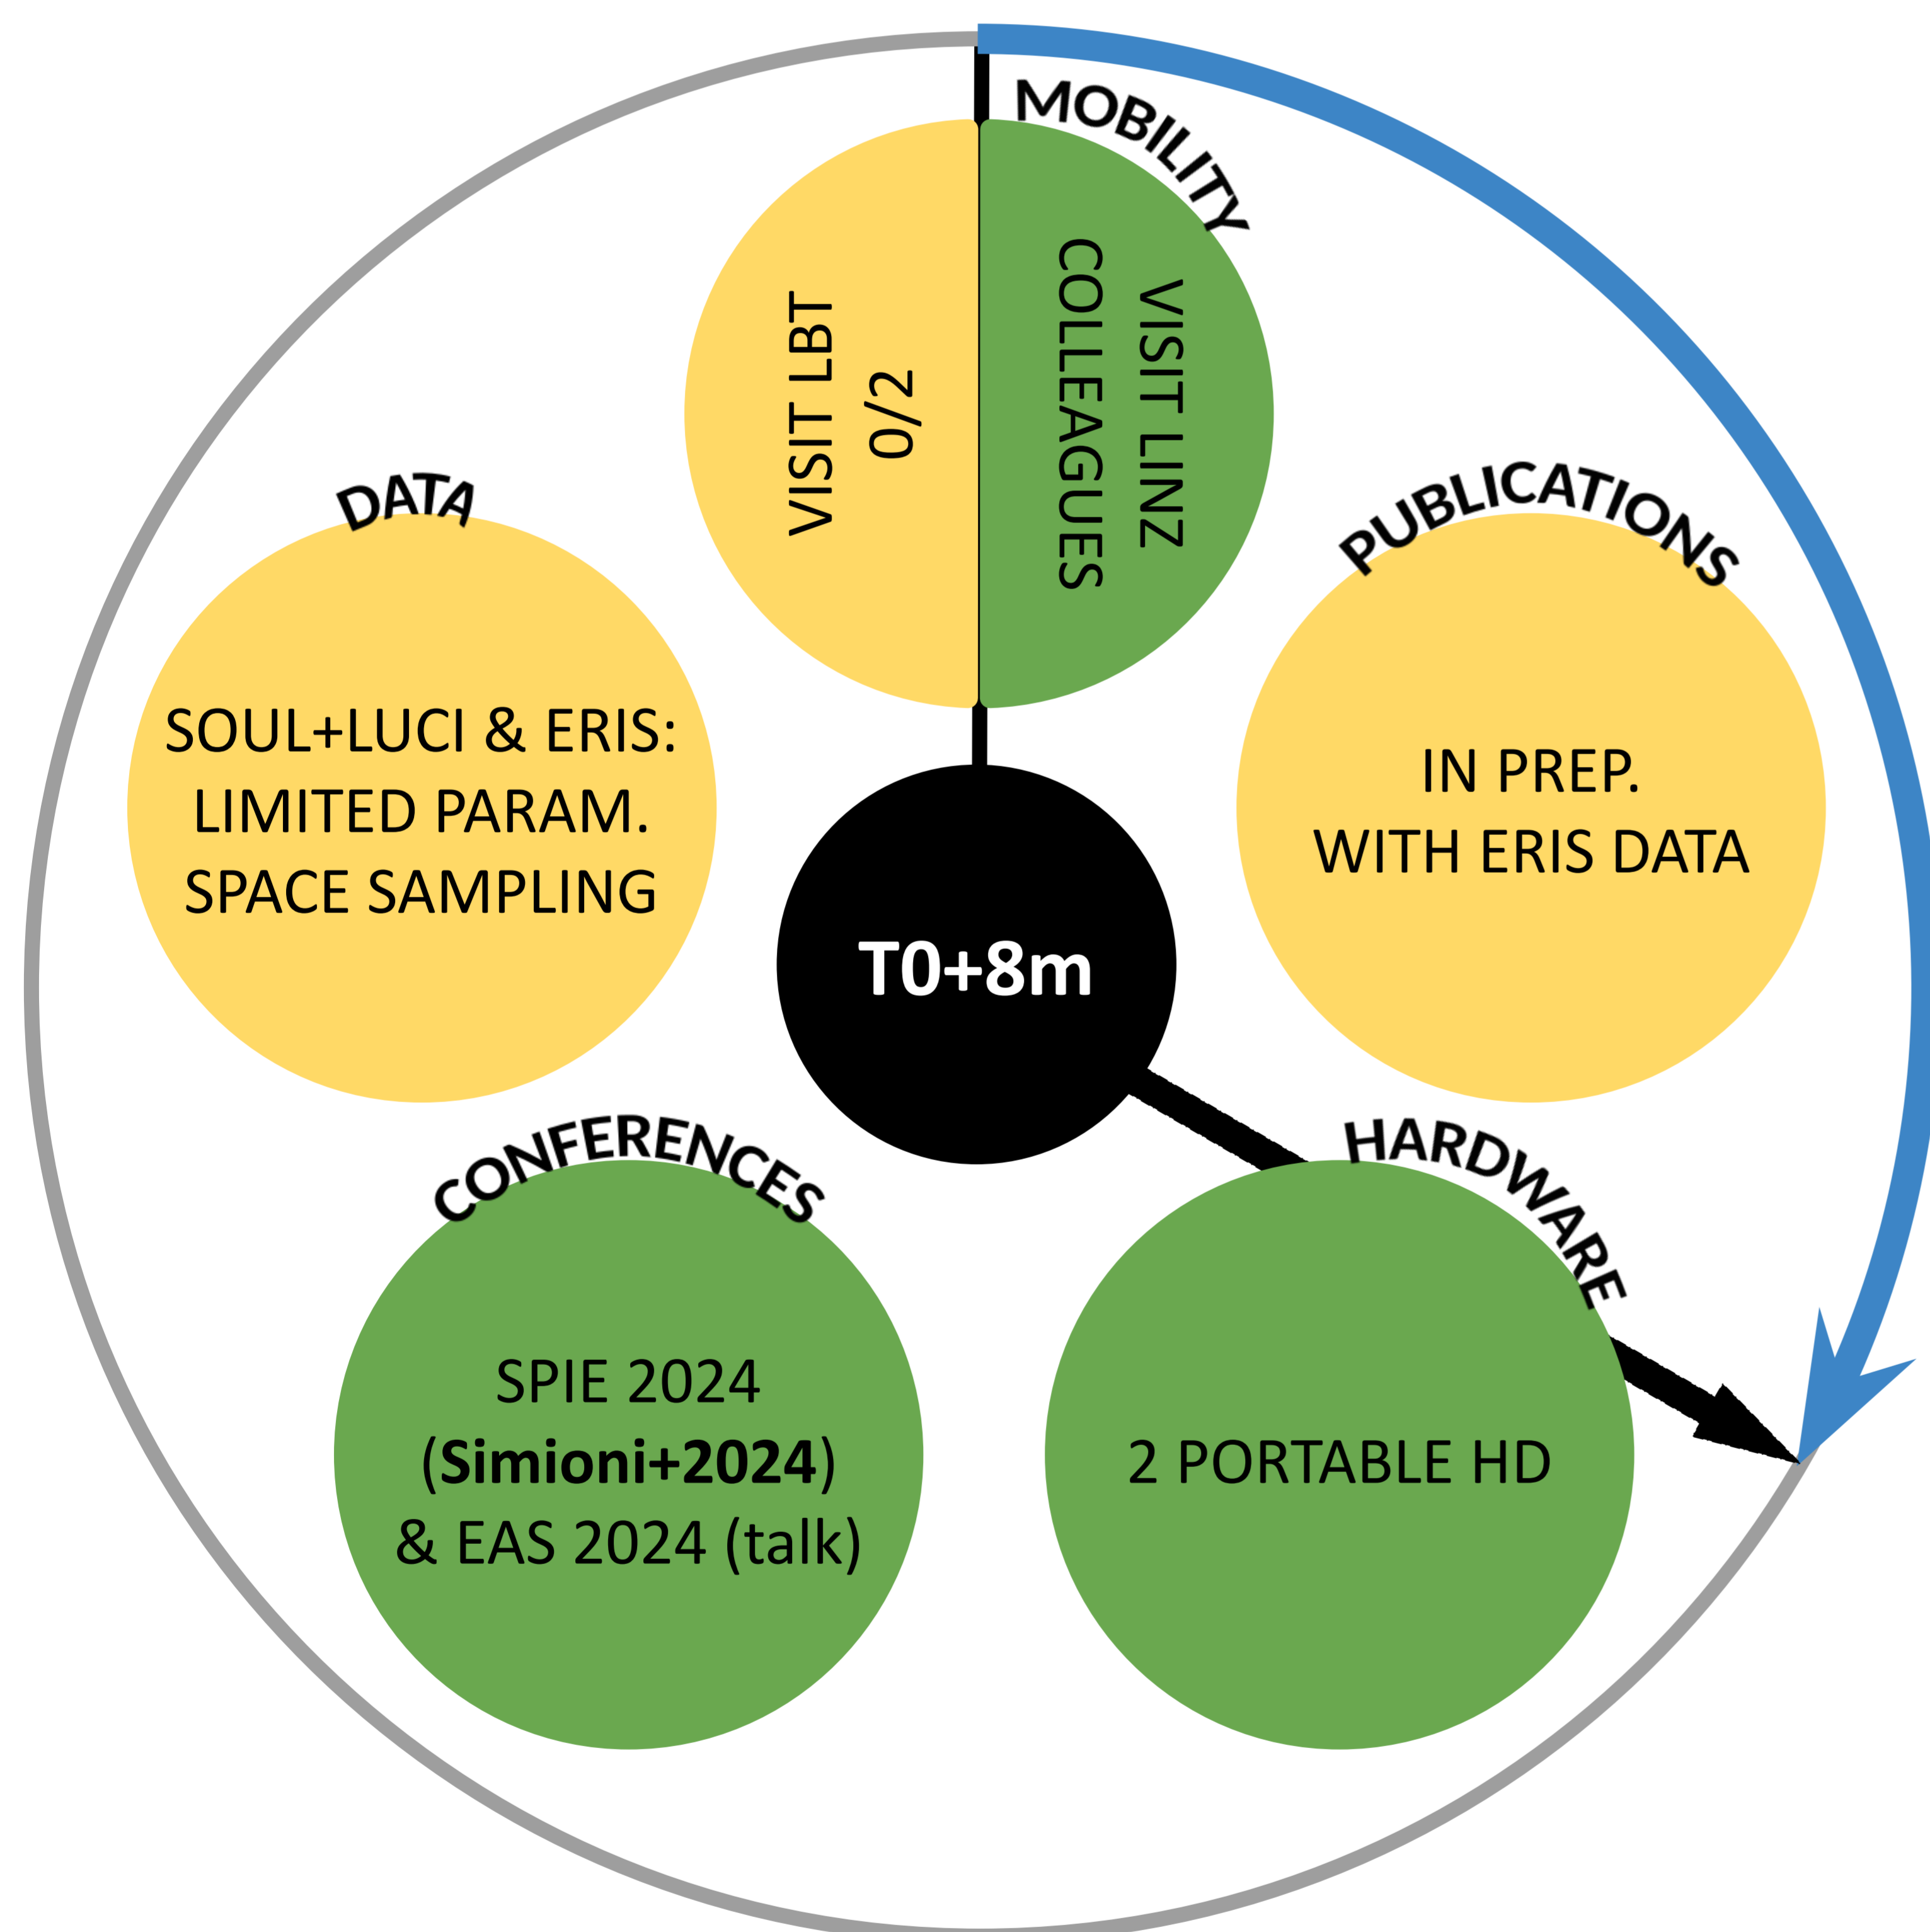 MOBILITY
VISIT LBT
0/2
VISIT LINZ
COLLEAGUES
DATA
SOUL+LUCI & ERIS:
LIMITED PARAM.
SPACE SAMPLING
PUBLICATIONS
IN PREP.
WITH ERIS DATA
T0+8m
CONFERENCES
SPIE 2024
(Simioni+2024)
& EAS 2024 (talk)
HARDWARE
2 PORTABLE HD